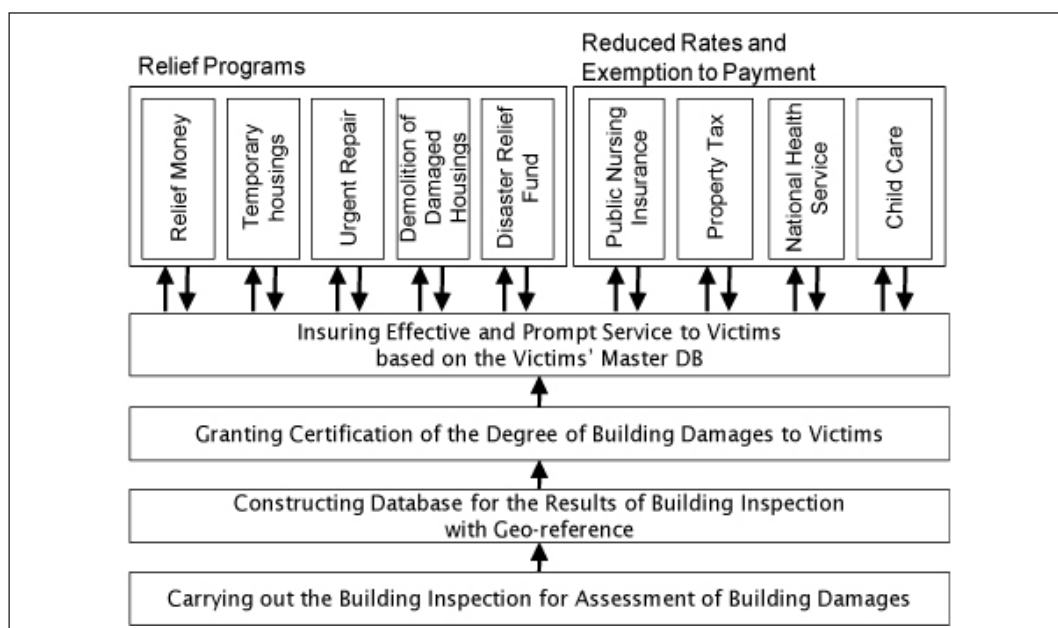 Relief Programs
Reduced Rates and
Exemption to Payment
Relief Money
Temporary
housings
Urgent Repair
Demolition of
Damaged
Housings
Disaster Relief
Fund
Public Nursing
Insurance
Property Tax
National Health
Service
Child Care
Insuring Effective and Prompt Service to Victims
based on the Victims' Master DB
Granting Certification of the Degree of Building Damages to Victims
Constructing Database for the Results of Building Inspection
with Geo-reference
Carrying out the Building Inspection for Assessment of Building Damages